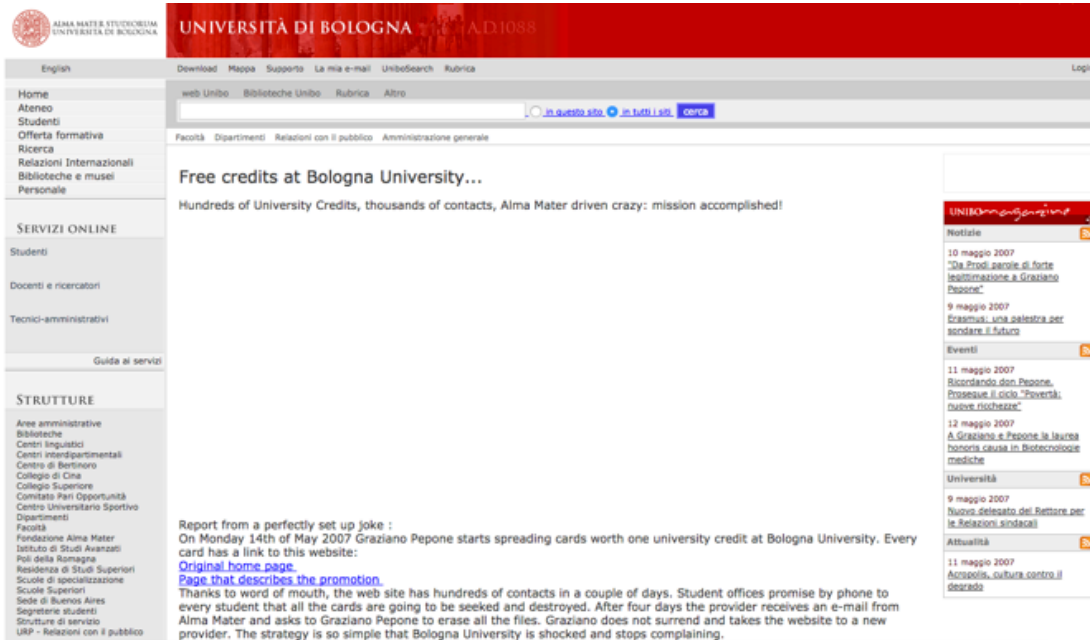 ALMA MATER STUDIORUM
UNIVERSITÀ DI BOLOGNA
UNIVERSITÀ DI BOLOGNA A.D.1088
English
Download Mappa Supporto La mia e-mail UniboSearch Rubrica
Logi
Home
Ateneo
Studenti
Offerta formativa
Ricerca
Relazioni Internazionali
Biblioteche e musei
Personale
web Unibo Biblioteche Unibo Rubrica Altro
in questo sito in tutti i siti cerca
Facoltà Dipartimenti Relazioni con il pubblico Amministrazione generale
SERVIZI ONLINE
Studenti
Docenti e ricercatori
Tecnici-amministrativi
Guida ai servizi
STRUTTURE
Aree amministrative
Biblioteche
Centri linguistici
Centri interdipartimentali
Centro di Bertinoro
Collegio di Cina
Collegio Superiore
Comitato Pari Opportunità
Centro Universitario Sportivo
Dipartimenti
Facoltà
Fondazione Alma Mater
Istituto di Studi Avanzati
Poli della Romagna
Residenza di Studi Superiori
Scuole di specializzazione
Scuole Superiori
Sede di Buenos Aires
Segreterie studenti
Strutture di servizio
URP - Relazioni con il pubblico
Free credits at Bologna University...
Hundreds of University Credits, thousands of contacts, Alma Mater driven crazy: mission accomplished!
Report from a perfectly set up joke :
On Monday 14th of May 2007 Graziano Pepone starts spreading cards worth one university credit at Bologna University. Every
card has a link to this website:
Original home page
Page that describes the promotion
Thanks to word of mouth, the web site has hundreds of contacts in a couple of days. Student offices promise by phone to
every student that all the cards are going to be seeked and destroyed. After four days the provider receives an e-mail from
Alma Mater and asks to Graziano Pepone to erase all the files. Graziano does not surrend and takes the website to a new
provider. The strategy is so simple that Bologna University is shocked and stops complaining.
UNIBOmagazine
Notizie
10 maggio 2007
"Da Prodi parole di forte
legittimazione a Graziano
Pepone"
9 maggio 2007
Erasmus: una palestra per
sondare il futuro
Eventi
11 maggio 2007
Ricordando don Pepone.
Prosegue il ciclo "Povertà:
nuove ricchezze"
12 maggio 2007
A Graziano e Pepone la laurea
honoris causa in Biotecnologie
mediche
Università
9 maggio 2007
Nuovo delegato del Rettore per
le Relazioni sindacali
Attualità
11 maggio 2007
Acropolis, cultura contro il
degrado